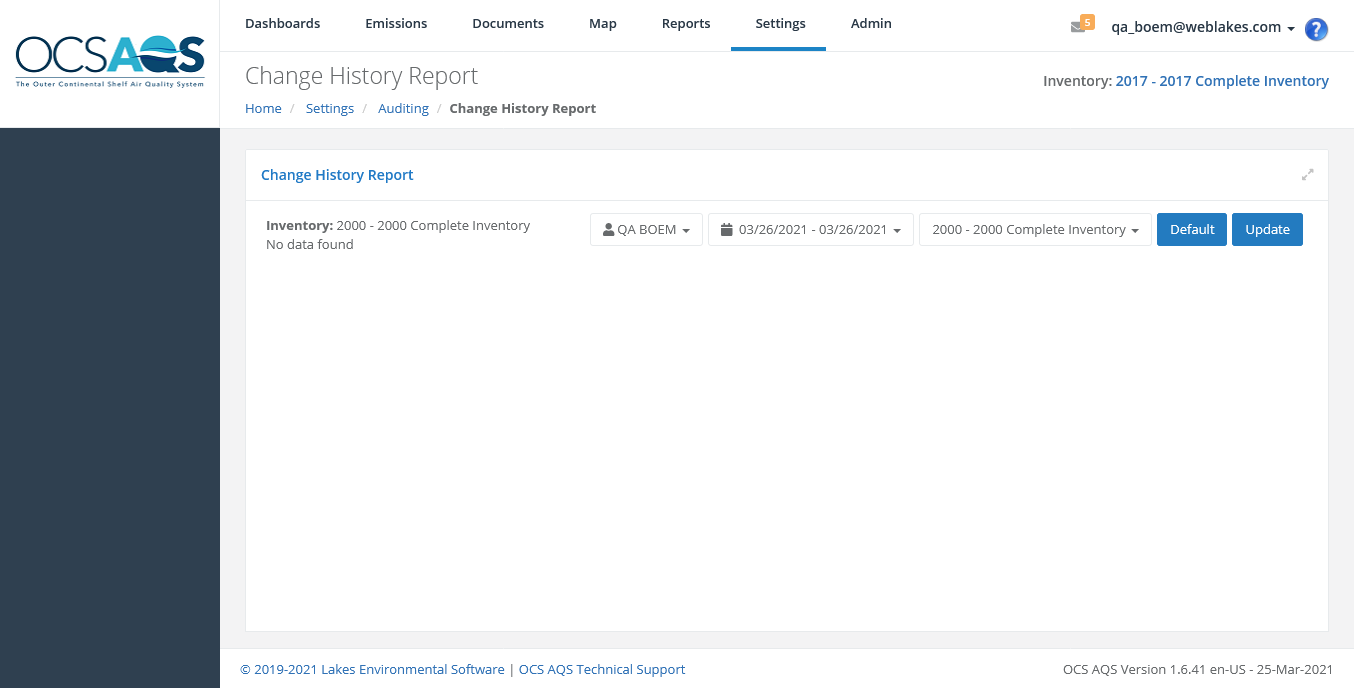 OCSAQS
The Outer Continental Shelf Air Quality System
Dashboards Emissions Documents Map Reports Settings Admin
5 qa_boem@weblakes.com ?
Change History Report
Inventory: 2017 - 2017 Complete Inventory
Home / Settings / Auditing / Change History Report
Change History Report
Inventory: 2000 - 2000 Complete Inventory
No data found
QA BOEM 03/26/2021 - 03/26/2021 2000 - 2000 Complete Inventory Default Update
© 2019-2021 Lakes Environmental Software | OCS AQS Technical Support
OCS AQS Version 1.6.41 en-US - 25-Mar-2021